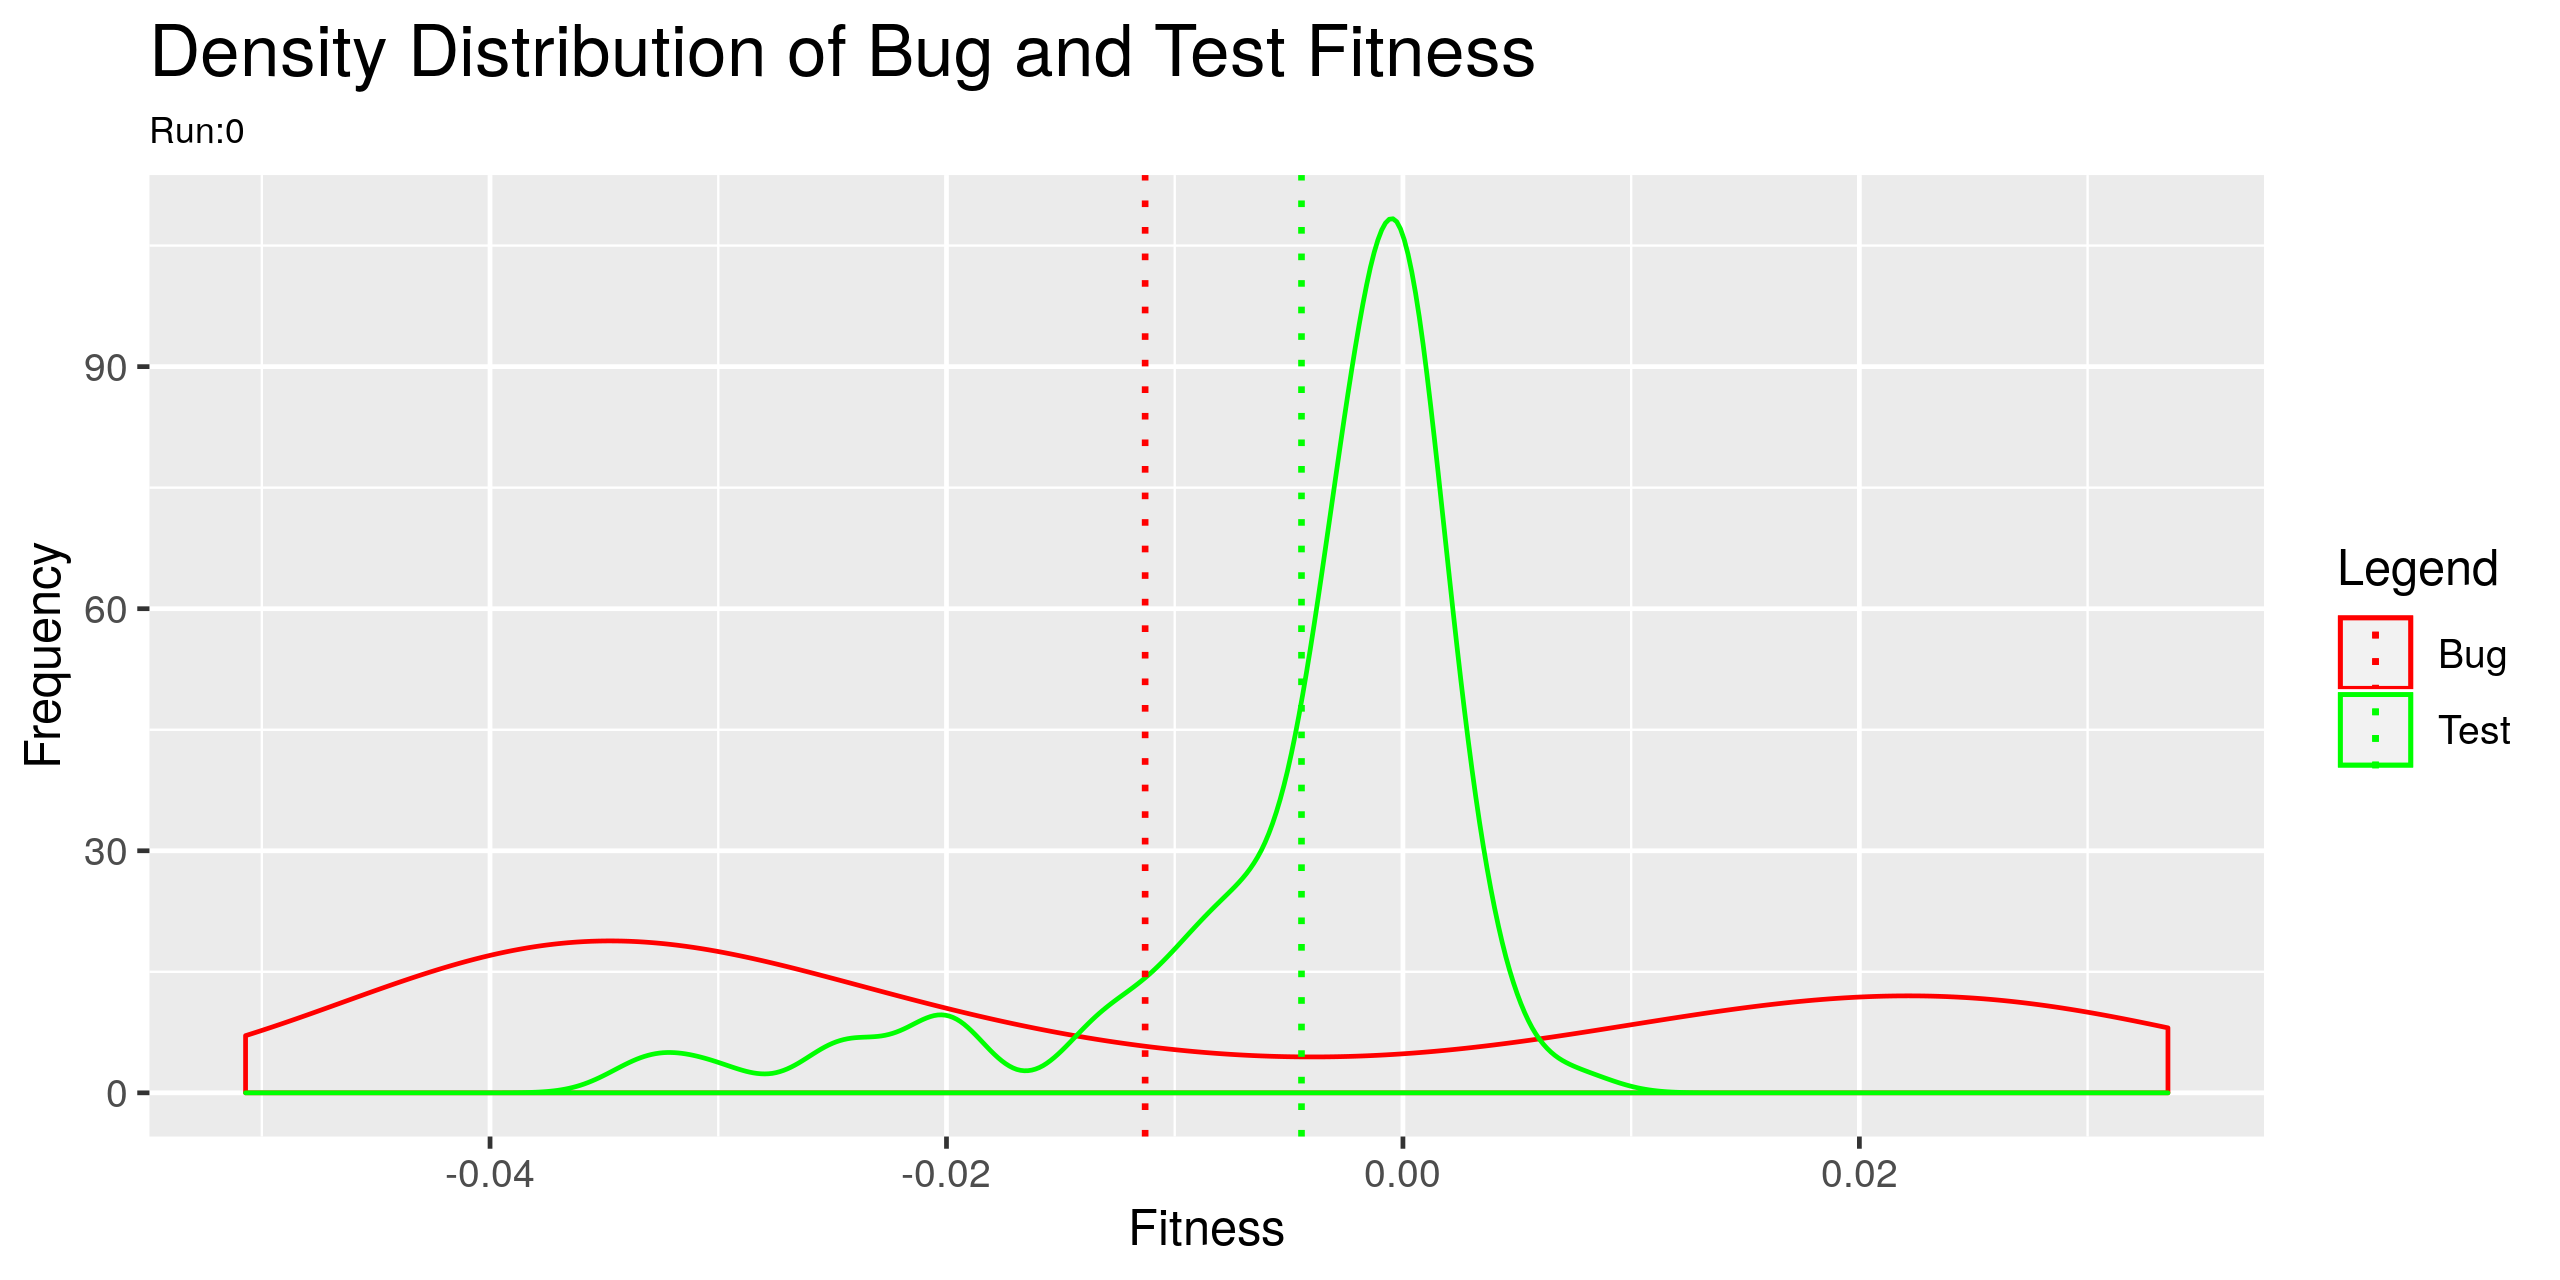 Density Distribution of Bug and Test Fitness
Run:0
Frequency
90
60
30
0
-0.04 -0.02 0.00 0.02
Fitness
Legend
Bug
Test